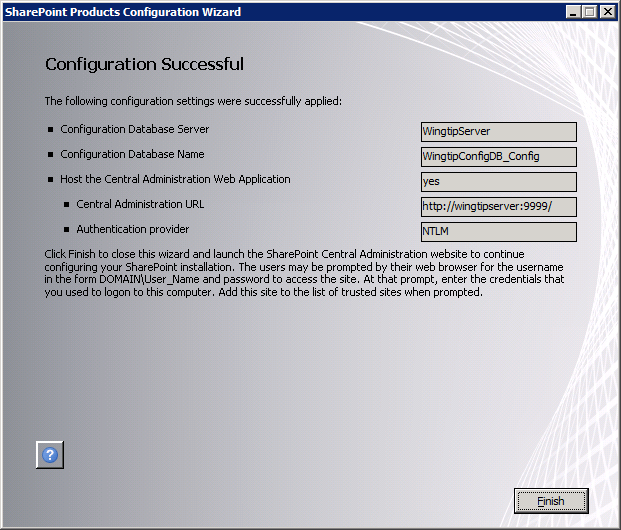 SharePoint Products Configuration Wizard
Configuration Successful
The following configuration settings were successfully applied:
Configuration Database Server WingtipServer
Configuration Database Name WingtipConfigDB_Config
Host the Central Administration Web Application yes
Central Administration URL http://wingtipserver:9999/
Authentication provider NTLM
Click Finish to close this wizard and launch the SharePoint Central Administration website to continue
configuring your SharePoint installation. The users may be prompted by their web browser for the username
in the form DOMAIN\User_Name and password to access the site. At that prompt, enter the credentials that
you used to logon to this computer. Add this site to the list of trusted sites when prompted.
?
Finish